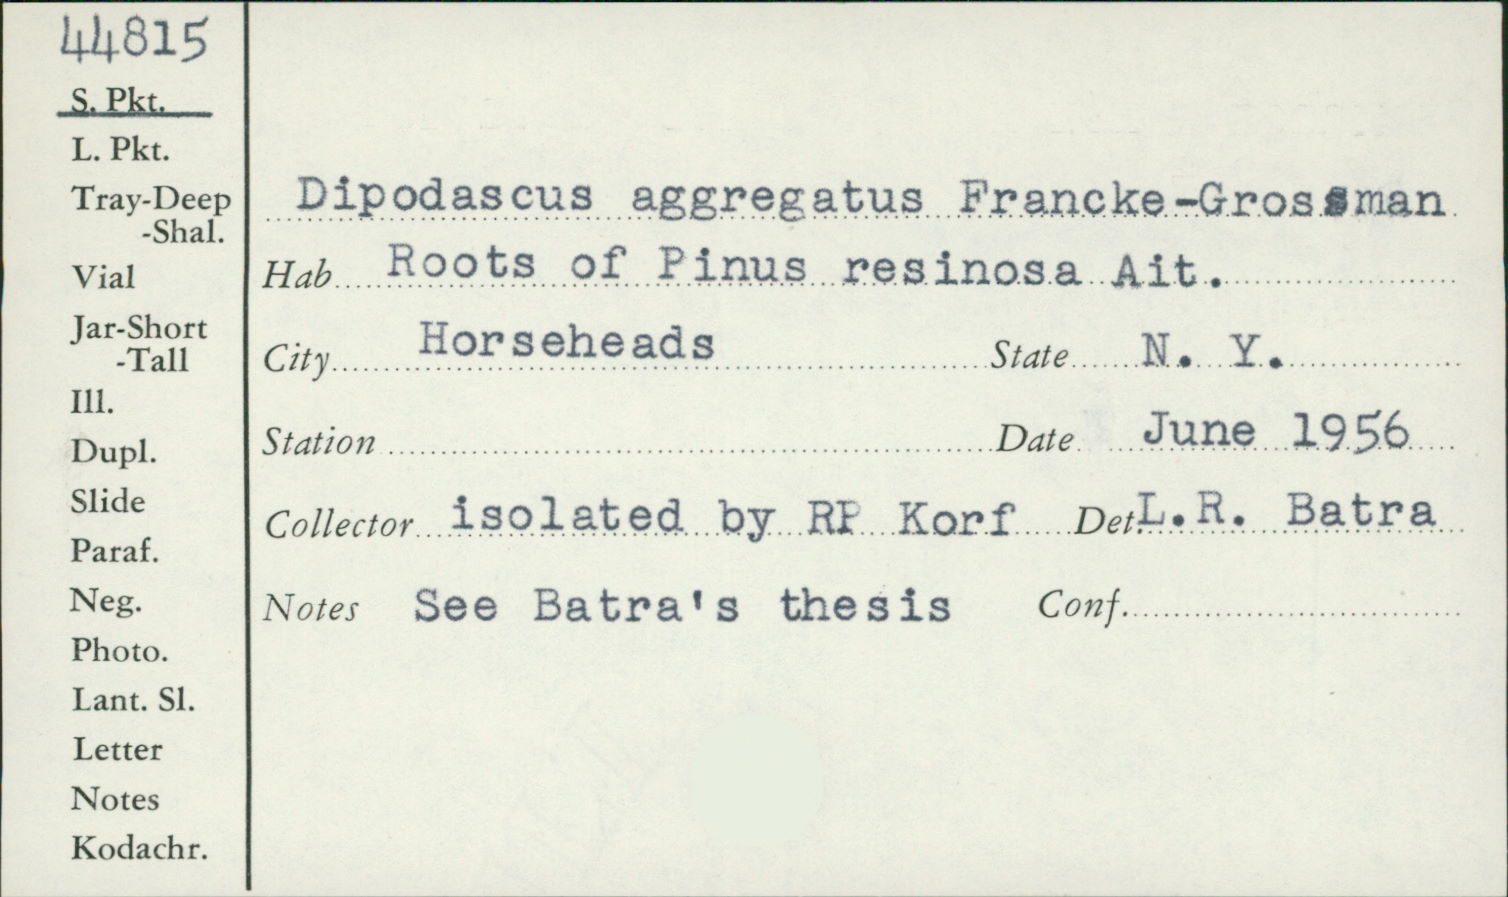 44815
S. Pkt.
L. Pkt.
Tray-Deep
-Shal.
Vial
Jar-Short
-Tall
Ill.
Dupl.
Slide
Paraf.
Neg.
Photo.
Lant. Sl.
Letter
Notes
Kodachr.
Dipodascus aggregatus Francke-Grossman
Hab Roots of Pinus resinosa Ait.
City Horseheads State N. Y.
Station Date June 1956
Collector isolated by RP Korf Det. L.R. Batra
Notes See Batra's thesis Conf.